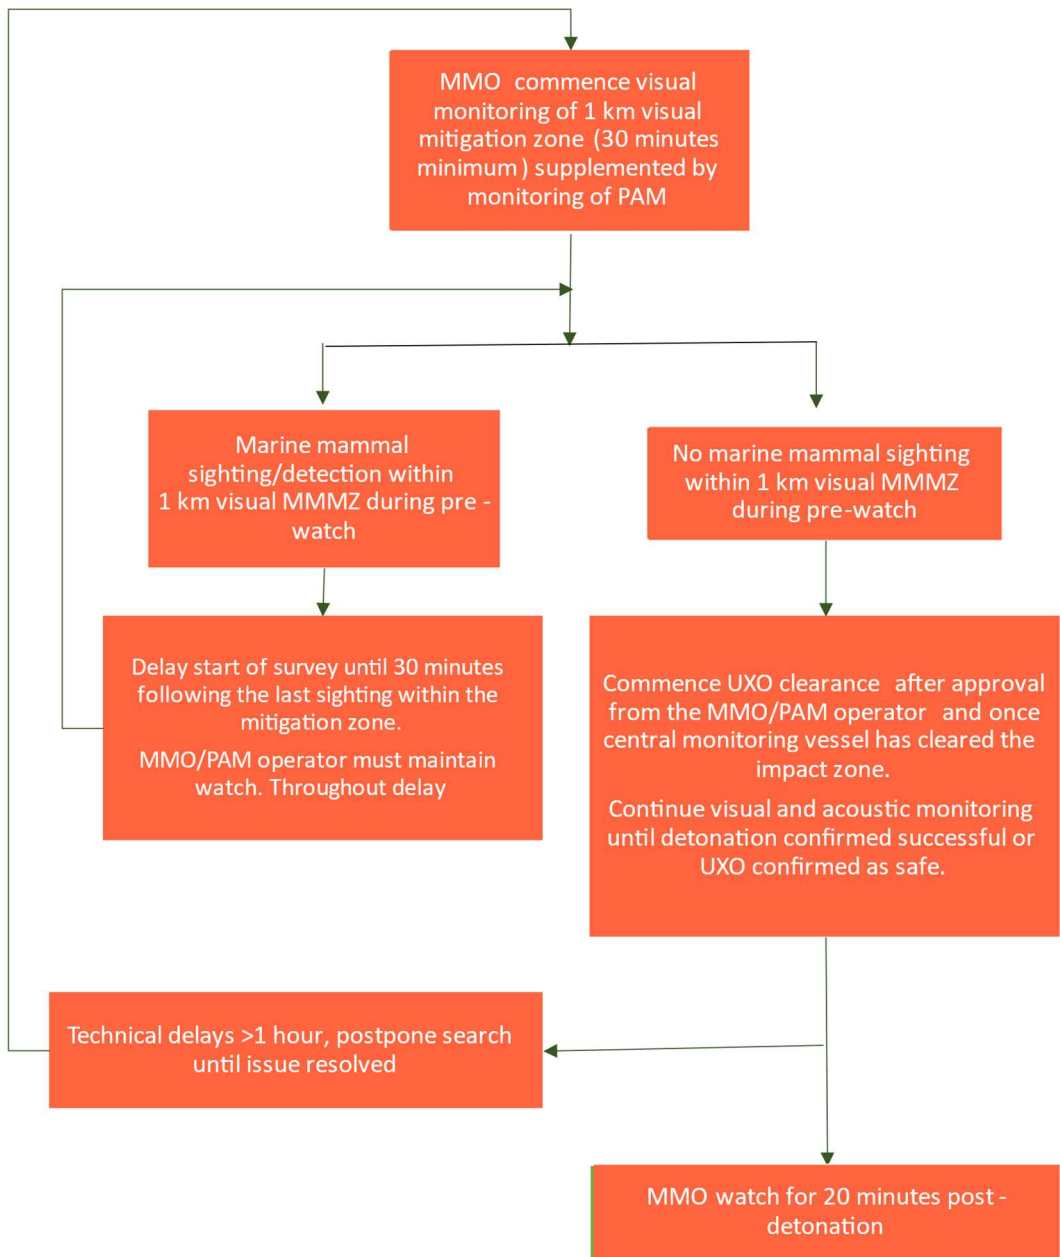 MMO commence visual
monitoring of 1 km visual
mitigation zone (30 minutes
minimum) supplemented by
monitoring of PAM
Marine mammal
sighting/detection within
1 km visual MMMZ during pre -
watch
No marine mammal sighting
within 1 km visual MMMZ
during pre-watch
Delay start of survey until 30 minutes
following the last sighting within the
mitigation zone.
MMO/PAM operator must maintain
watch. Throughout delay
Commence UXO clearance after approval
from the MMO/PAM operator and once
central monitoring vessel has cleared the
impact zone.
Continue visual and acoustic monitoring
until detonation confirmed successful or
UXO confirmed as safe.
Technical delays >1 hour, postpone search
until issue resolved
MMO watch for 20 minutes post -
detonation